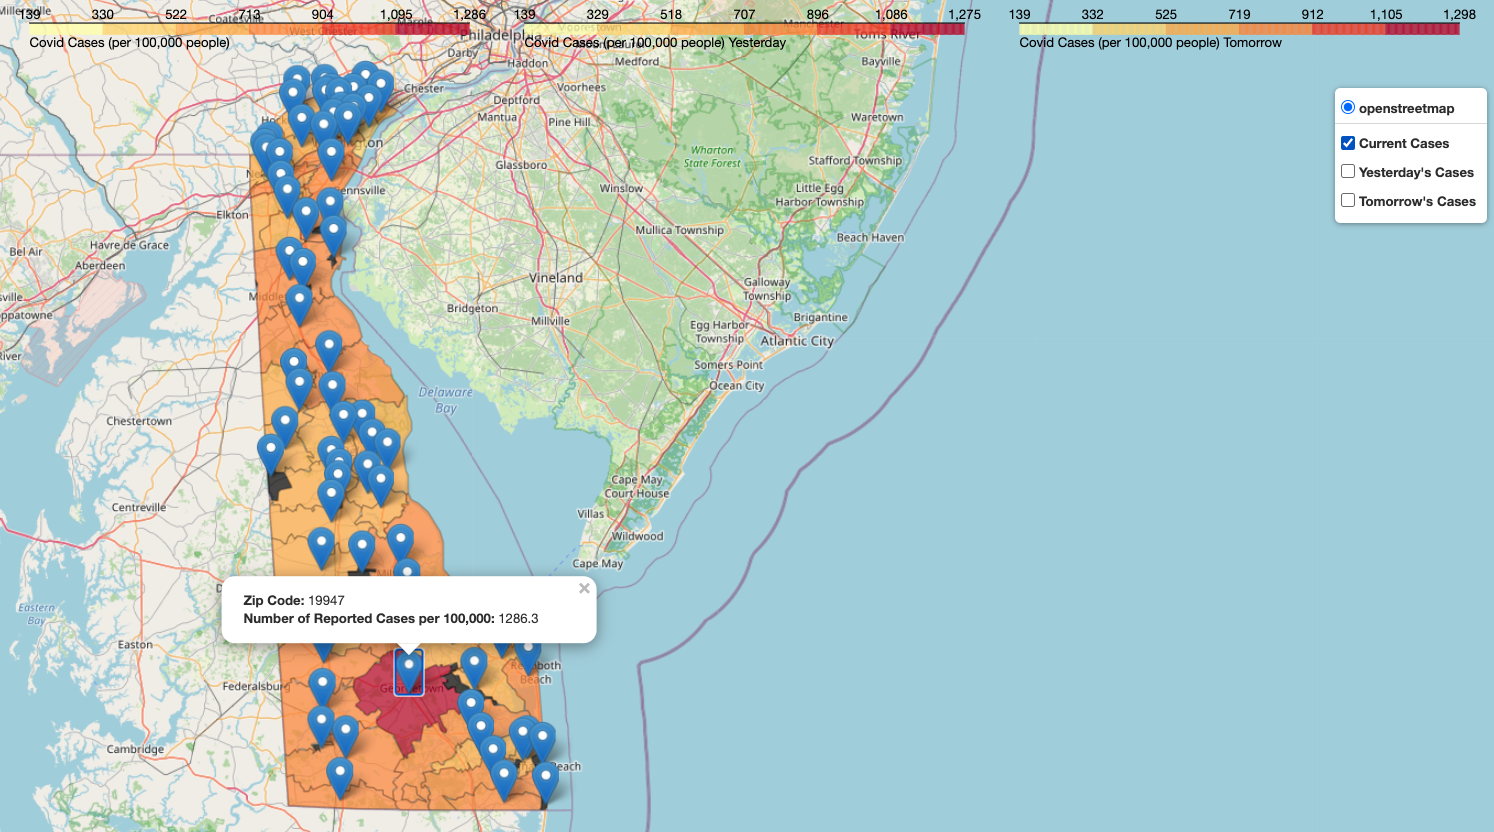 139 330 522 713 904 1,095 1,286
Covid Cases (per 100,000 people)
139 329 518 707 896 1,086 1,275
Covid Cases (per 100,000 people) Yesterday
139 332 525 719 912 1,105 1,298
Covid Cases (per 100,000 people) Tomorrow
openstreetmap
Current Cases
Yesterday's Cases
Tomorrow's Cases
West Chester
Philadelphia
Manchester
Toms River
Darby
Haddon
Medford
Bayville
Chester
Voorhees
Deptford
Mantua
Pine Hill
Waretown
Wharton
State Forest
Stafford Township
Glassboro
Winslow
Little Egg
Harbor Township
Elkton
Mullica Township
Beach Haven
Bel Air
Havre de Grace
Aberdeen
Vineland
Galloway
Township
Bridgeton
Millville
Brigantine
Egg Harbor
Township
Atlantic City
Somers Point
Ocean City
Delaware
Bay
Chestertown
Cape May
Court House
Centreville
Villas
Wildwood
Cape May
Zip Code: 19947
Number of Reported Cases per 100,000: 1286.3
Eastern
Bay
Easton
Beach
Federalsburg
Georgetown
Cambridge
Beach